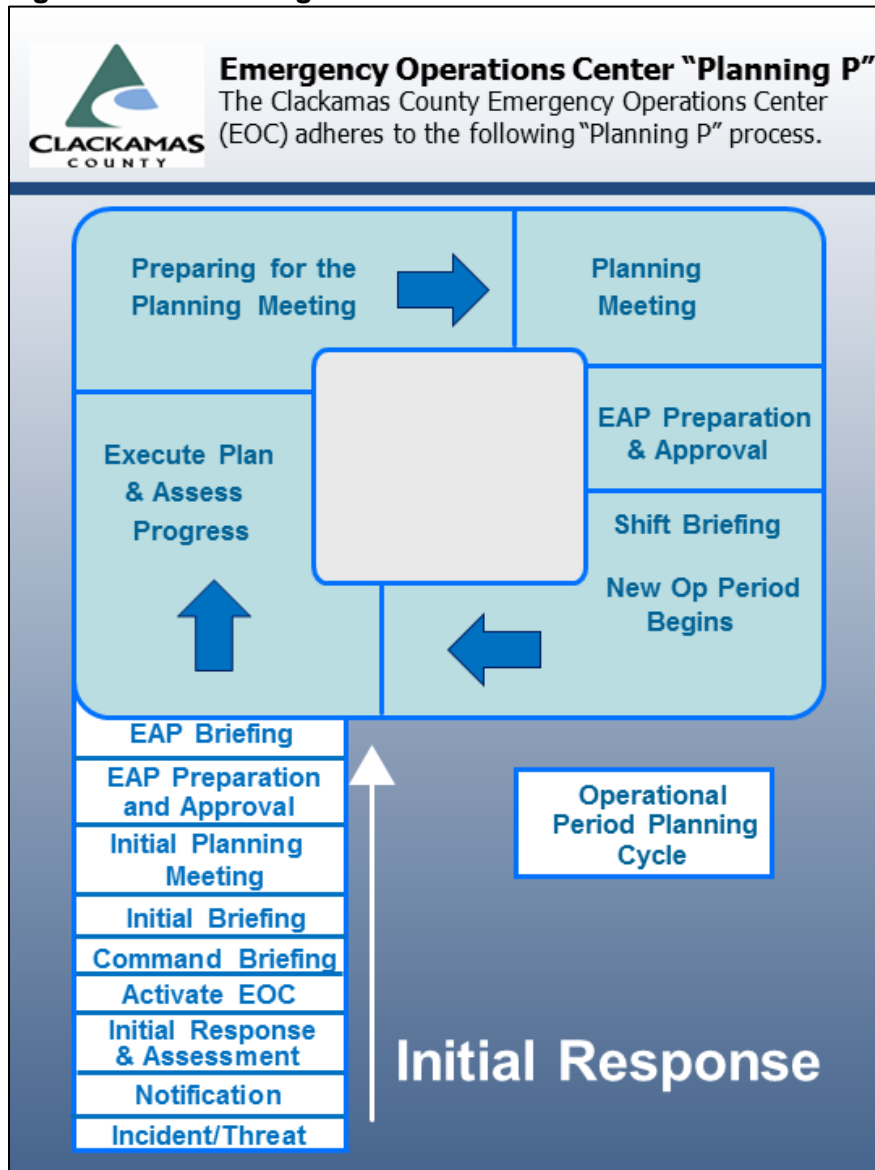 CLACKAMAS
COUNTY
Emergency Operations Center “Planning P”
The Clackamas County Emergency Operations Center
(EOC) adheres to the following “Planning P” process.
Preparing for the
Planning Meeting
Planning
Meeting
EAP Preparation
& Approval
Execute Plan
& Assess
Progress
Shift Briefing
New Op Period
Begins
EAP Briefing
EAP Preparation
and Approval
Initial Planning
Meeting
Initial Briefing
Command Briefing
Activate EOC
Initial Response
& Assessment
Notification
Incident/Threat
Operational
Period Planning
Cycle
Initial Response